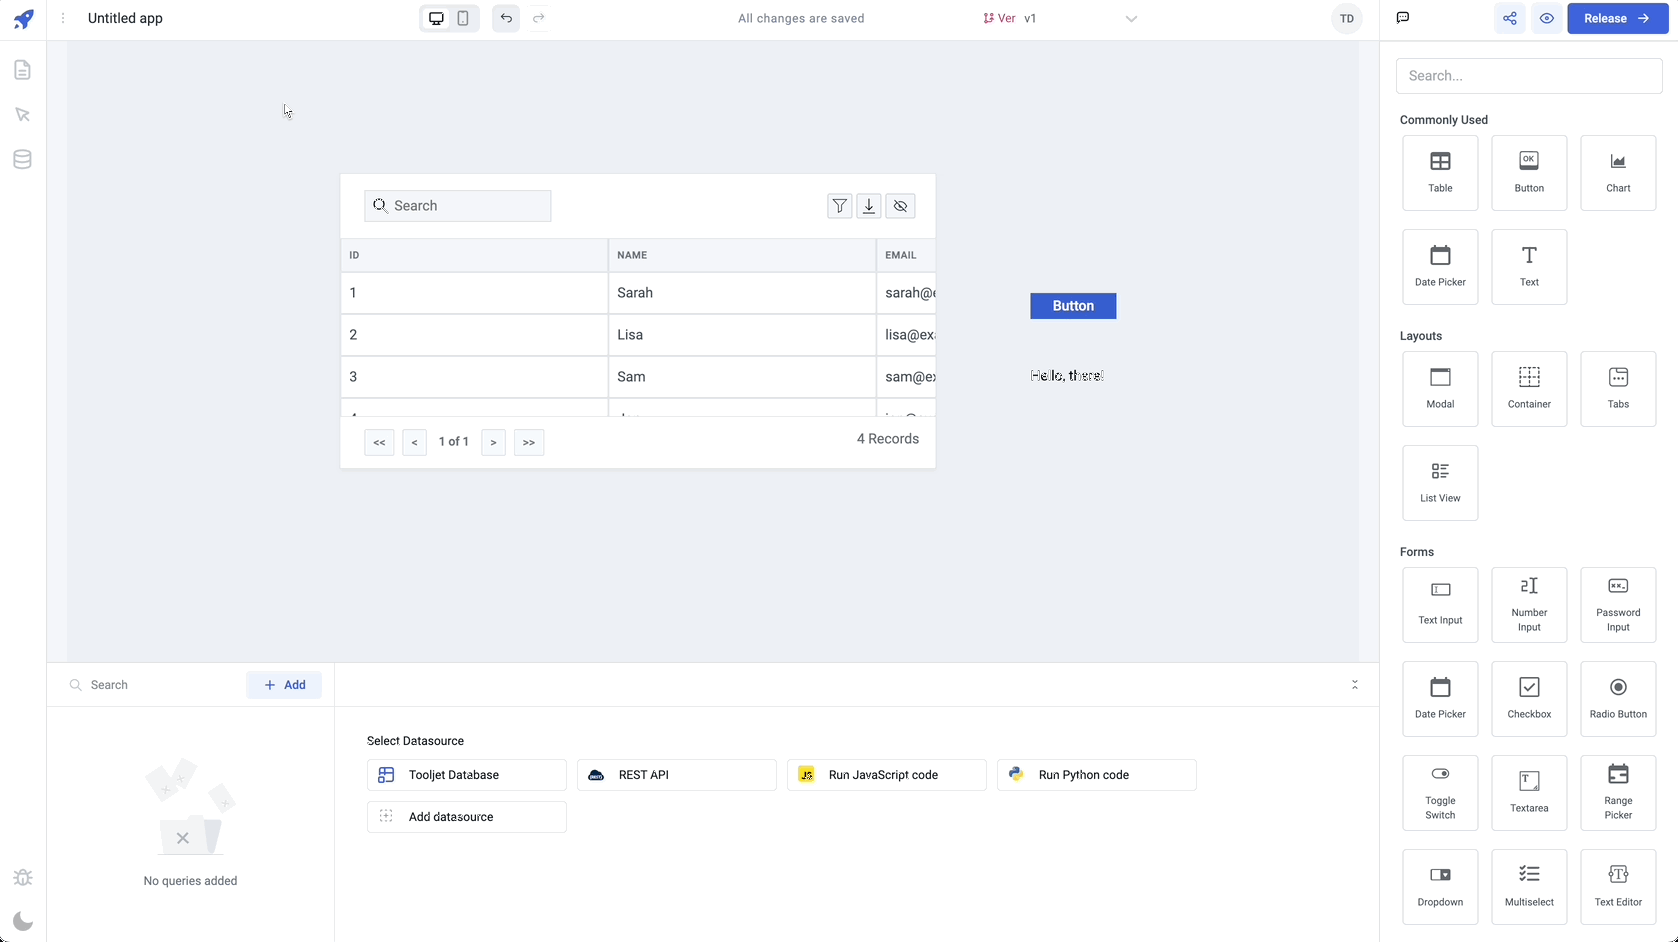 Untitled app
All changes are saved
Ver v1
TD
Release
Search...
Commonly Used
Table
Button
Chart
Date Picker
Text
Layouts
Modal
Container
Tabs
List View
Forms
Text Input
Number
Input
Password
Input
Date Picker
Checkbox
Radio Button
Toggle
Switch
Textarea
Range
Picker
Dropdown
Multiselect
Text Editor
Search
ID NAME EMAIL
1 Sarah sarah@
2 Lisa lisa@ex
3 Sam sam@e
<< < 1 of 1 > >>
4 Records
Button
Hello, there!
Search
+ Add
No queries added
Select Datasource
Tooljet Database
REST API
JS Run JavaScript code
Run Python code
Add datasource